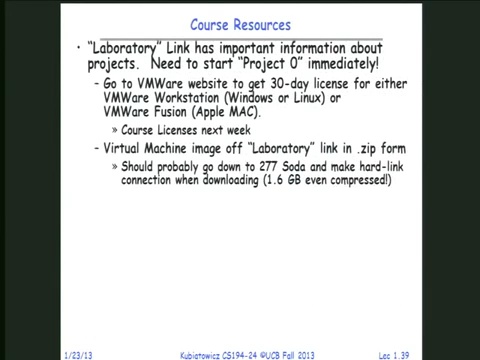 Course Resources
• “Laboratory” Link has important information about
projects. Need to start “Project 0” immediately!
– Go to VMWare website to get 30-day license for either
VMWare Workstation (Windows or Linux) or
VMWare Fusion (Apple MAC).
» Course Licenses next week
– Virtual Machine image off “Laboratory” link in .zip form
» Should probably go down to 277 Soda and make hard-link
connection when downloading (1.6 GB even compressed!)
1/23/13 Kubiatowicz CS194-24 ©UCB Fall 2013 Lec 1.39